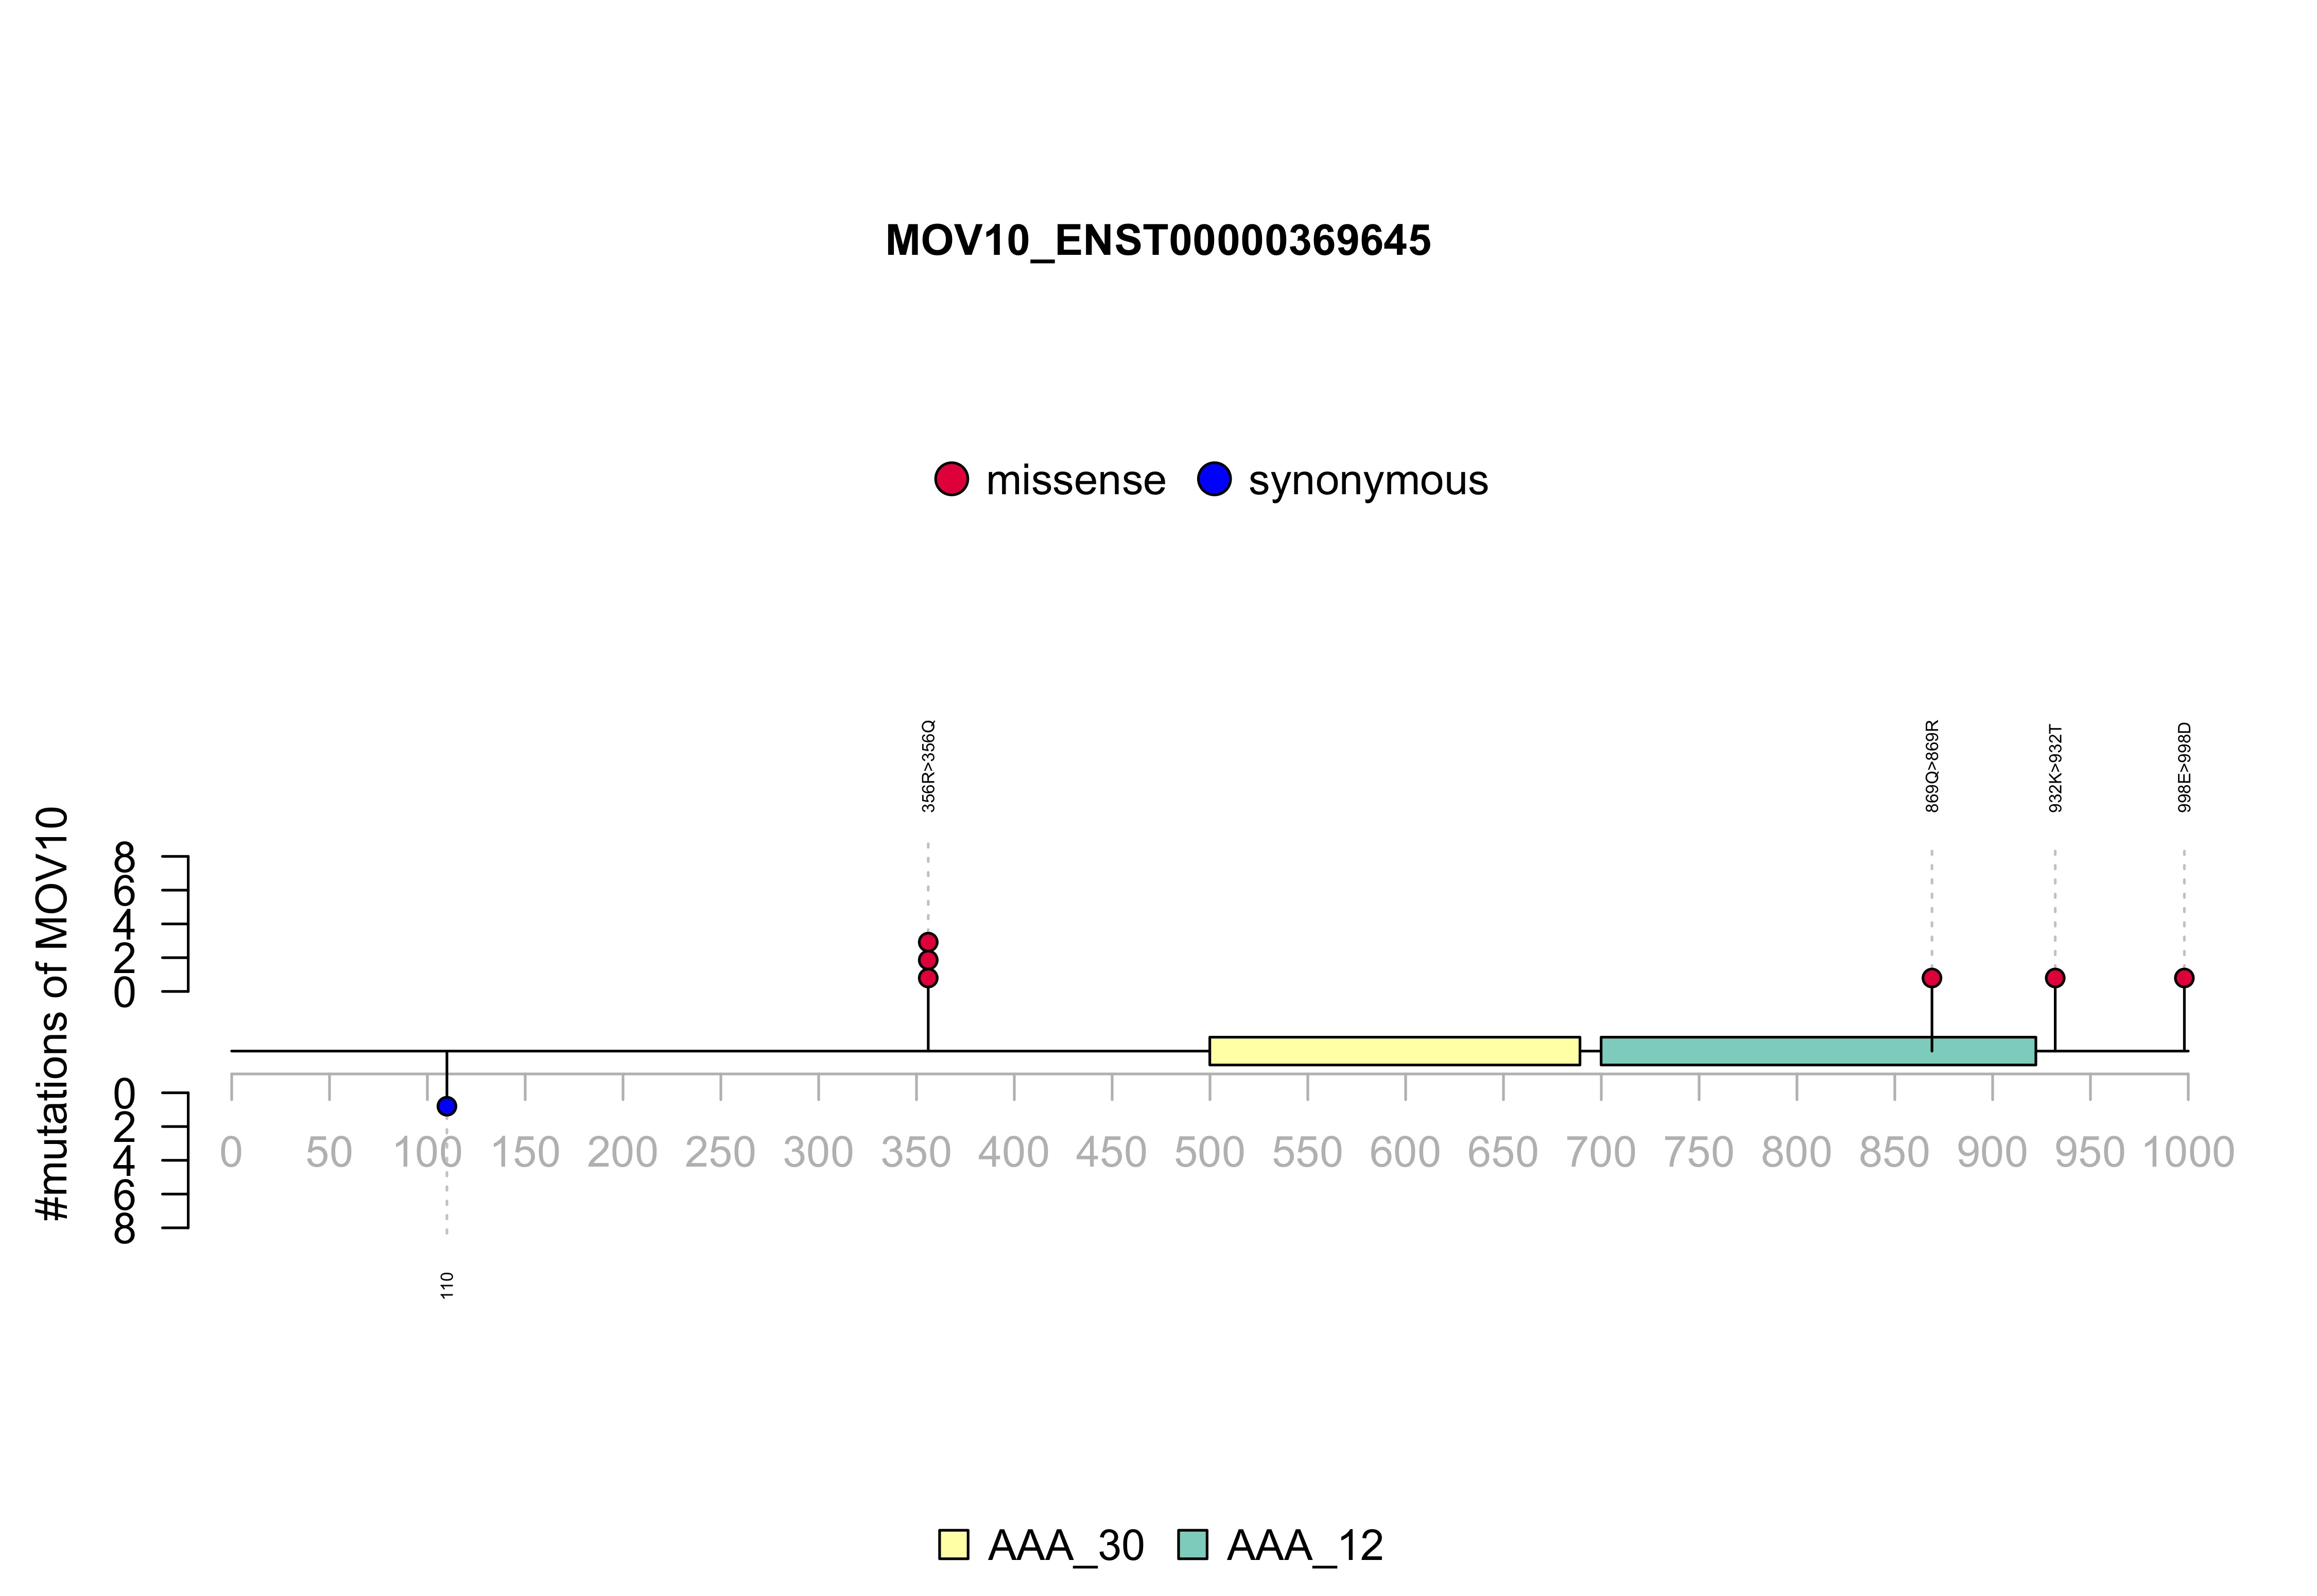 MOV10_ENST00000369645
missense synonymous
356R>356Q
869Q>869R
932K>932T
998E>998D
#mutations of MOV10
8
6
4
2
0
0
2
4
6
8
0 50 100 150 200 250 300 350 400 450 500 550 600 650 700 750 800 850 900 950 1000
110
AAA_30 AAA_12